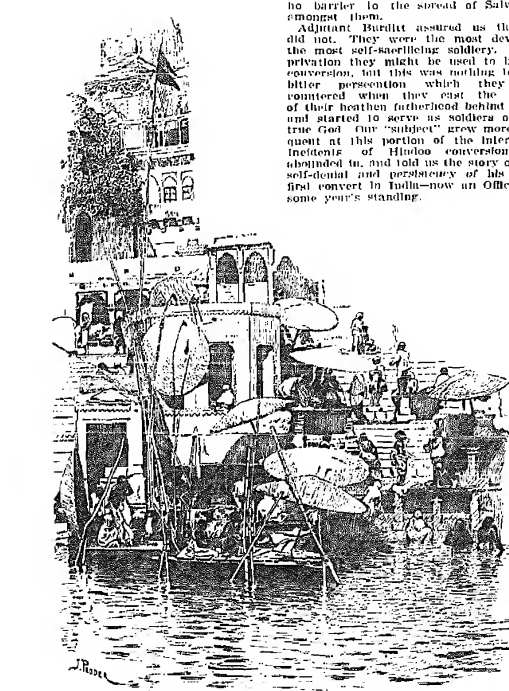 no barrier to the spread of Salv
amongst them.
Adjutant Burditt assured us th
did not. They were the most dev
the most self-sacrificing soldiery.
privation they might be used to b
conversion, but this was nothing t
bitter persecution which they
countered when they cast the
of their heathen fatherhood behind
and started to serve as soldiers o
true God Our "subject" grew more
quent at this portion of the inter
Incidents of Hindoo conversion
abounded in, and told us the story o
self-denial and persistency of his
first convert in India—now an Offic
some year's standing.
J. Pedder